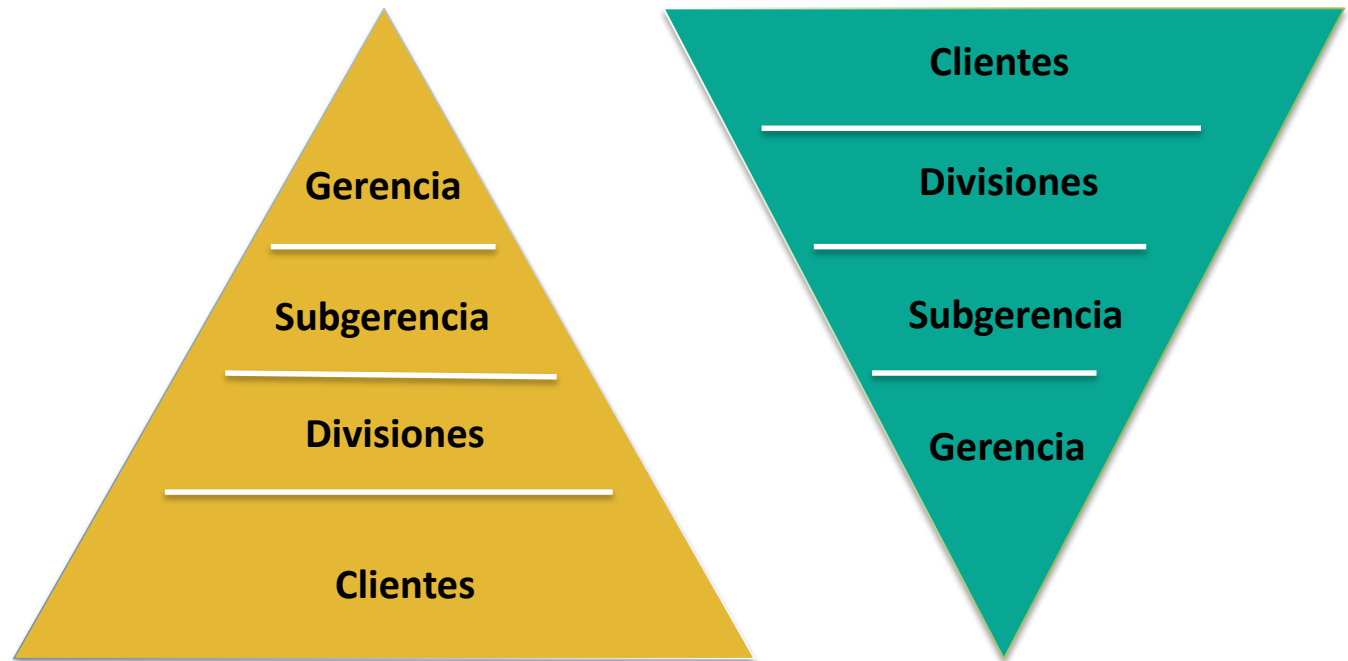 Gerencia
Subgerencia
Divisiones
Clientes
Clientes
Divisiones
Subgerencia
Gerencia